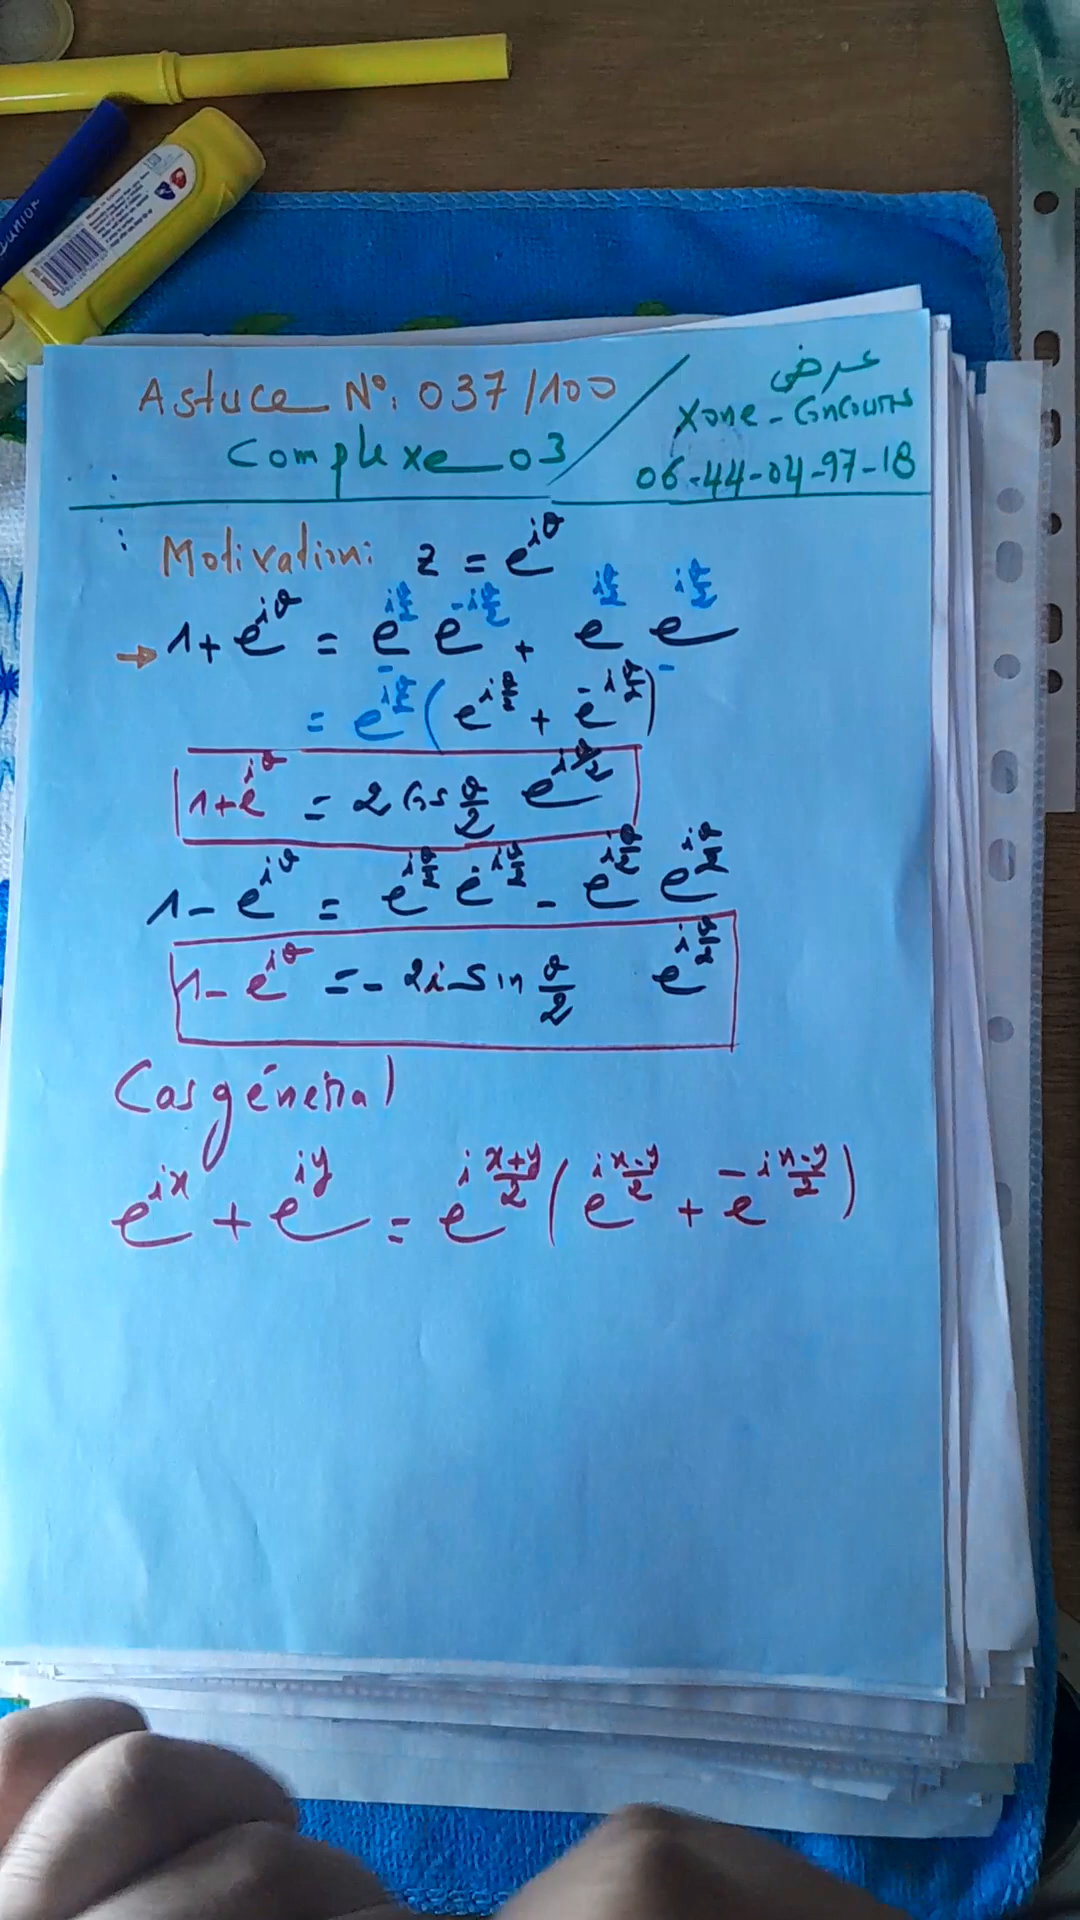 Junior
Astuce N°: 037/100
Complexe 03
عرض
Xone-Concours
06-44-04-97-18
Motivation: z = e^{iθ}
→ 1 + e^{iθ} = e^{iθ/2} e^{-iθ/2} + e^{iθ/2} e^{iθ/2}
= e^{iθ/2} ( e^{iθ/2} + e^{-iθ/2} )
1+e^{iθ} = 2 cos θ/2 e^{iθ/2}
1 - e^{iθ} = e^{iθ/2} e^{-iθ/2} - e^{iθ/2} e^{iθ/2}
1 - e^{iθ} = - 2i sin θ/2 e^{iθ/2}
Cas général
e^{ix} + e^{iy} = e^{i(x+y)/2} ( e^{i(x-y)/2} + e^{-i(x-y)/2} )